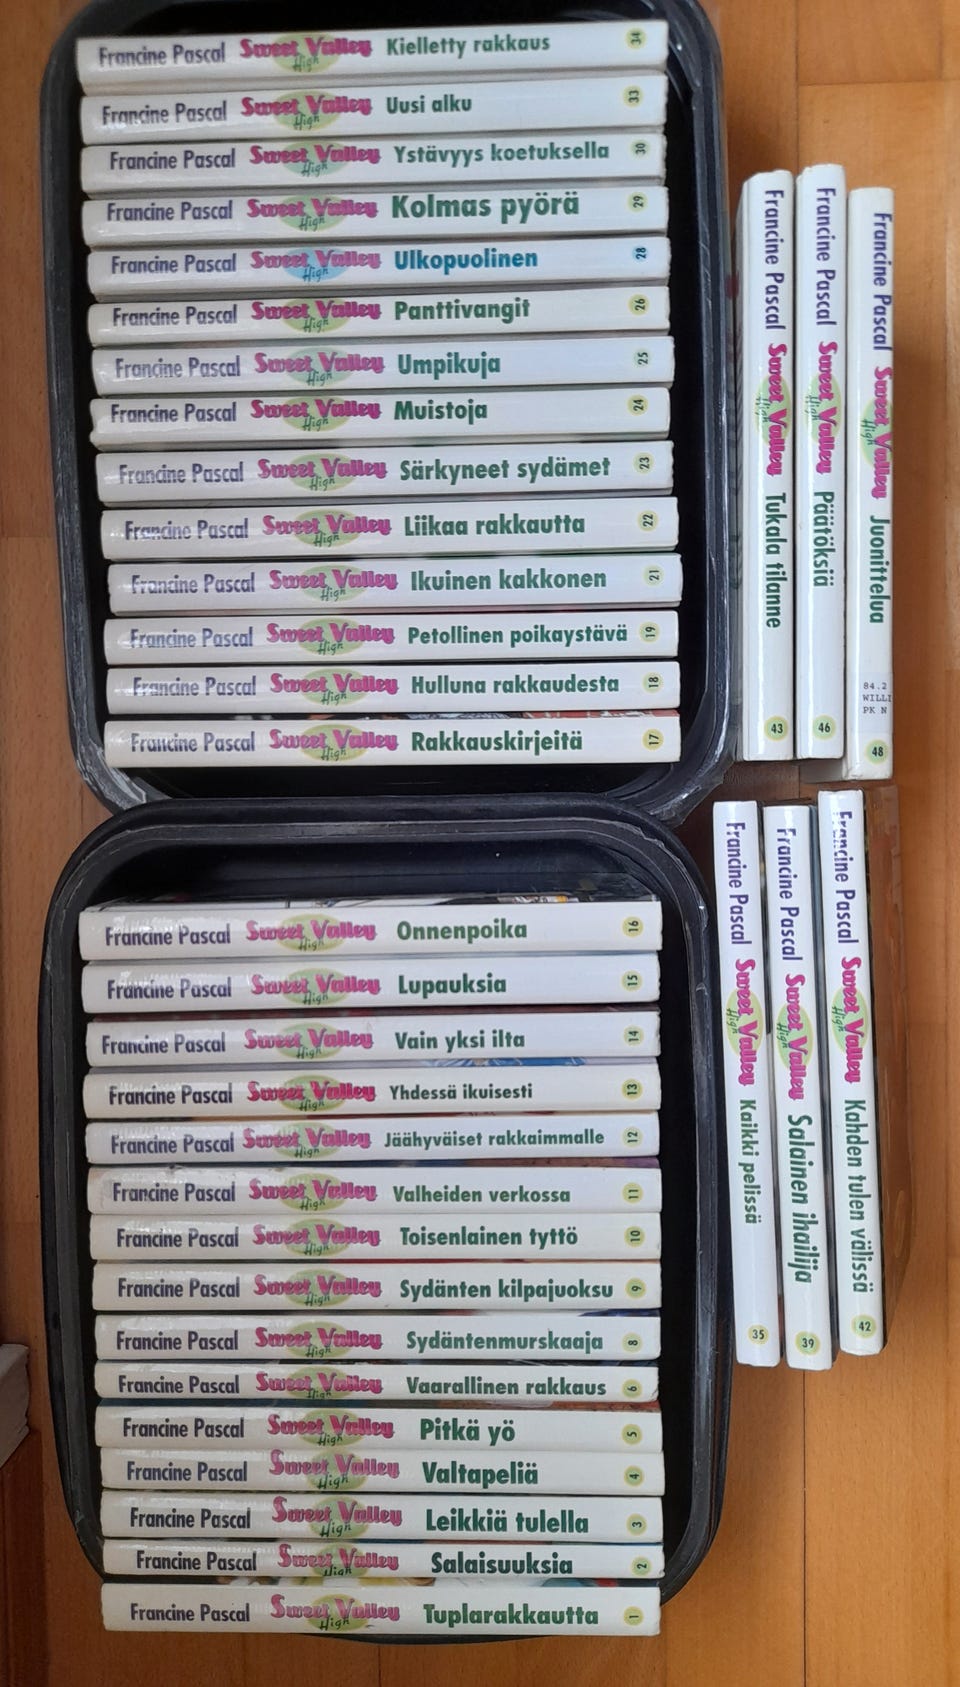 Francine Pascal Sweet Valley High Kielletty rakkaus 34
Francine Pascal Sweet Valley High Uusi alku 33
Francine Pascal Sweet Valley High Ystävyys koetuksella 30
Francine Pascal Sweet Valley High Kolmas pyörä 29
Francine Pascal Sweet Valley High Ulkopuolinen 28
Francine Pascal Sweet Valley High Panttivangit 26
Francine Pascal Sweet Valley High Umpikuja 25
Francine Pascal Sweet Valley High Muistoja 24
Francine Pascal Sweet Valley High Särkyneet sydämet 23
Francine Pascal Sweet Valley High Liikaa rakkautta 22
Francine Pascal Sweet Valley High Ikuinen kakkonen 21
Francine Pascal Sweet Valley High Petollinen poikaystävä 19
Francine Pascal Sweet Valley High Hulluna rakkaudesta 18
Francine Pascal Sweet Valley High Rakkauskirjeitä 17
Francine Pascal Sweet Valley High Tukala tilanne 43
Francine Pascal Sweet Valley High Päätöksiä 46
Francine Pascal Sweet Valley High Juonittelua
84.2
WILLI
PK N
48
Francine Pascal Sweet Valley High Onnenpoika 16
Francine Pascal Sweet Valley High Lupauksia 15
Francine Pascal Sweet Valley High Vain yksi ilta 14
Francine Pascal Sweet Valley High Yhdessä ikuisesti 13
Francine Pascal Sweet Valley High Jäähyväiset rakkaimmalle 12
Francine Pascal Sweet Valley High Valheiden verkossa 11
Francine Pascal Sweet Valley High Toisenlainen tyttö 10
Francine Pascal Sweet Valley High Sydänten kilpajuoksu 9
Francine Pascal Sweet Valley High Sydäntenmurskaaja 8
Francine Pascal Sweet Valley High Vaarallinen rakkaus 6
Francine Pascal Sweet Valley High Pitkä yö 5
Francine Pascal Sweet Valley High Valtapeliä 4
Francine Pascal Sweet Valley High Leikkiä tulella 3
Francine Pascal Sweet Valley High Salaisuuksia 2
Francine Pascal Sweet Valley High Tuplarakkautta 1
Francine Pascal Sweet Valley High Kaikki pelissä 35
Francine Pascal Sweet Valley High Salainen ihailija 39
Francine Pascal Sweet Valley High Kahden tulen välissä 42